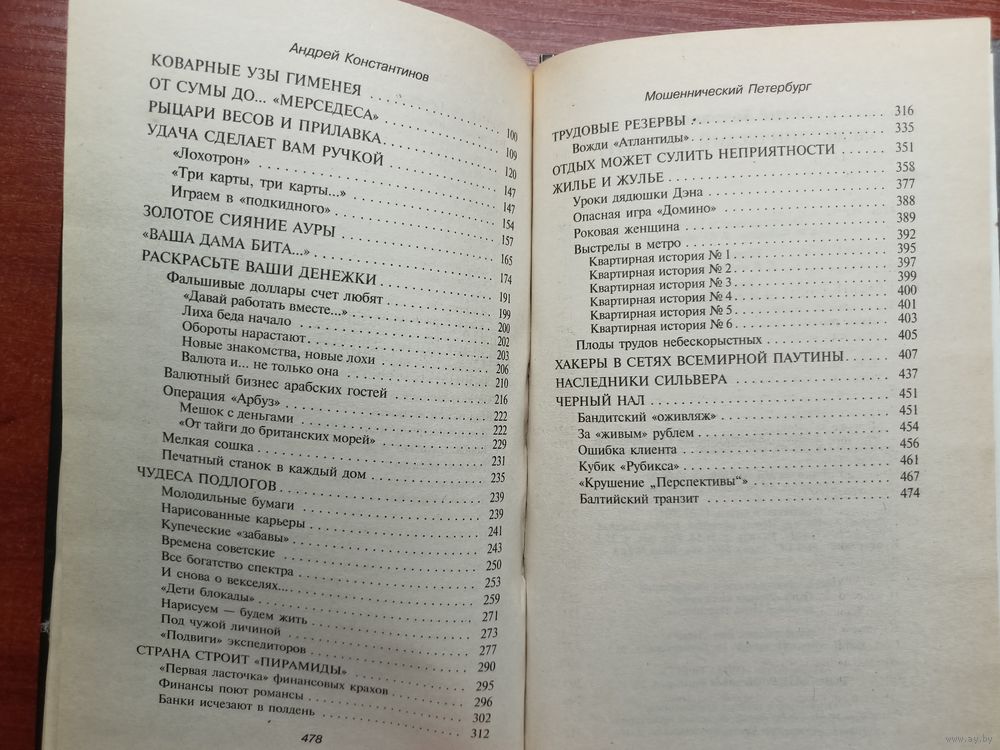 Андрей Константинов
КОВАРНЫЕ УЗЫ ГИМЕНЕЯ . . . 100
ОТ СУМЫ ДО... «МЕРСЕДЕСА» . . . 109
РЫЦАРИ ВЕСОВ И ПРИЛАВКА . . . 120
УДАЧА СДЕЛАЕТ ВАМ РУЧКОЙ . . . 147
«Лохотрон» . . . 147
«Три карты, три карты...» . . . 154
Играем в «подкидного» . . . 157
ЗОЛОТОЕ СИЯНИЕ АУРЫ . . . 165
«ВАША ДАМА БИТА...» . . . 174
РАСКРАСЬТЕ ВАШИ ДЕНЕЖКИ . . . 191
Фальшивые доллары счет любят . . . 199
«Давай работать вместе...» . . . 200
Лиха беда начало . . . 202
Обороты нарастают . . . 203
Новые знакомства, новые лохи . . . 206
Валюта и... не только она . . . 210
Валютный бизнес арабских гостей . . . 216
Операция «Арбуз» . . . 222
Мешок с деньгами . . . 222
«От тайги до британских морей» . . . 229
Мелкая сошка . . . 231
Печатный станок в каждый дом . . . 235
ЧУДЕСА ПОДЛОГОВ . . . 239
Молодильные бумаги . . . 239
Нарисованные карьеры . . . 241
Купеческие «забавы» . . . 243
Времена советские . . . 250
Все богатство спектра . . . 253
И снова о векселях... . . . 259
«Дети блокады» . . . 271
Нарисуем — будем жить . . . 273
Под чужой личиной . . . 277
«Подвиги» экспедиторов . . . 290
СТРАНА СТРОИТ «ПИРАМИДЫ» . . . 295
«Первая ласточка» финансовых крахов . . . 296
Финансы поют романсы . . . 302
Банки исчезают в полдень . . . 312
478
Мошеннический Петербург
ТРУДОВЫЕ РЕЗЕРВЫ . . . 316
Вожди «Атлантиды» . . . 335
ОТДЫХ МОЖЕТ СУЛИТЬ НЕПРИЯТНОСТИ . . . 351
ЖИЛЬЕ И ЖУЛЬЕ . . . 358
Уроки дядюшки Дэна . . . 377
Опасная игра «Домино» . . . 388
Роковая женщина . . . 389
Выстрелы в метро . . . 392
Квартирная история № 1 . . . 395
Квартирная история № 2 . . . 397
Квартирная история № 3 . . . 399
Квартирная история № 4 . . . 400
Квартирная история № 5 . . . 401
Квартирная история № 6 . . . 403
Плоды трудов небескорыстных . . . 405
ХАКЕРЫ В СЕТЯХ ВСЕМИРНОЙ ПАУТИНЫ . . . 407
НАСЛЕДНИКИ СИЛЬВЕРА . . . 437
ЧЕРНЫЙ НАЛ . . . 451
Бандитский «оживляж» . . . 451
За «живым» рублем . . . 454
Ошибка клиента . . . 456
Кубик «Рубикса» . . . 461
«Крушение „Перспективы“» . . . 467
Балтийский транзит . . . 474
www.ay.by